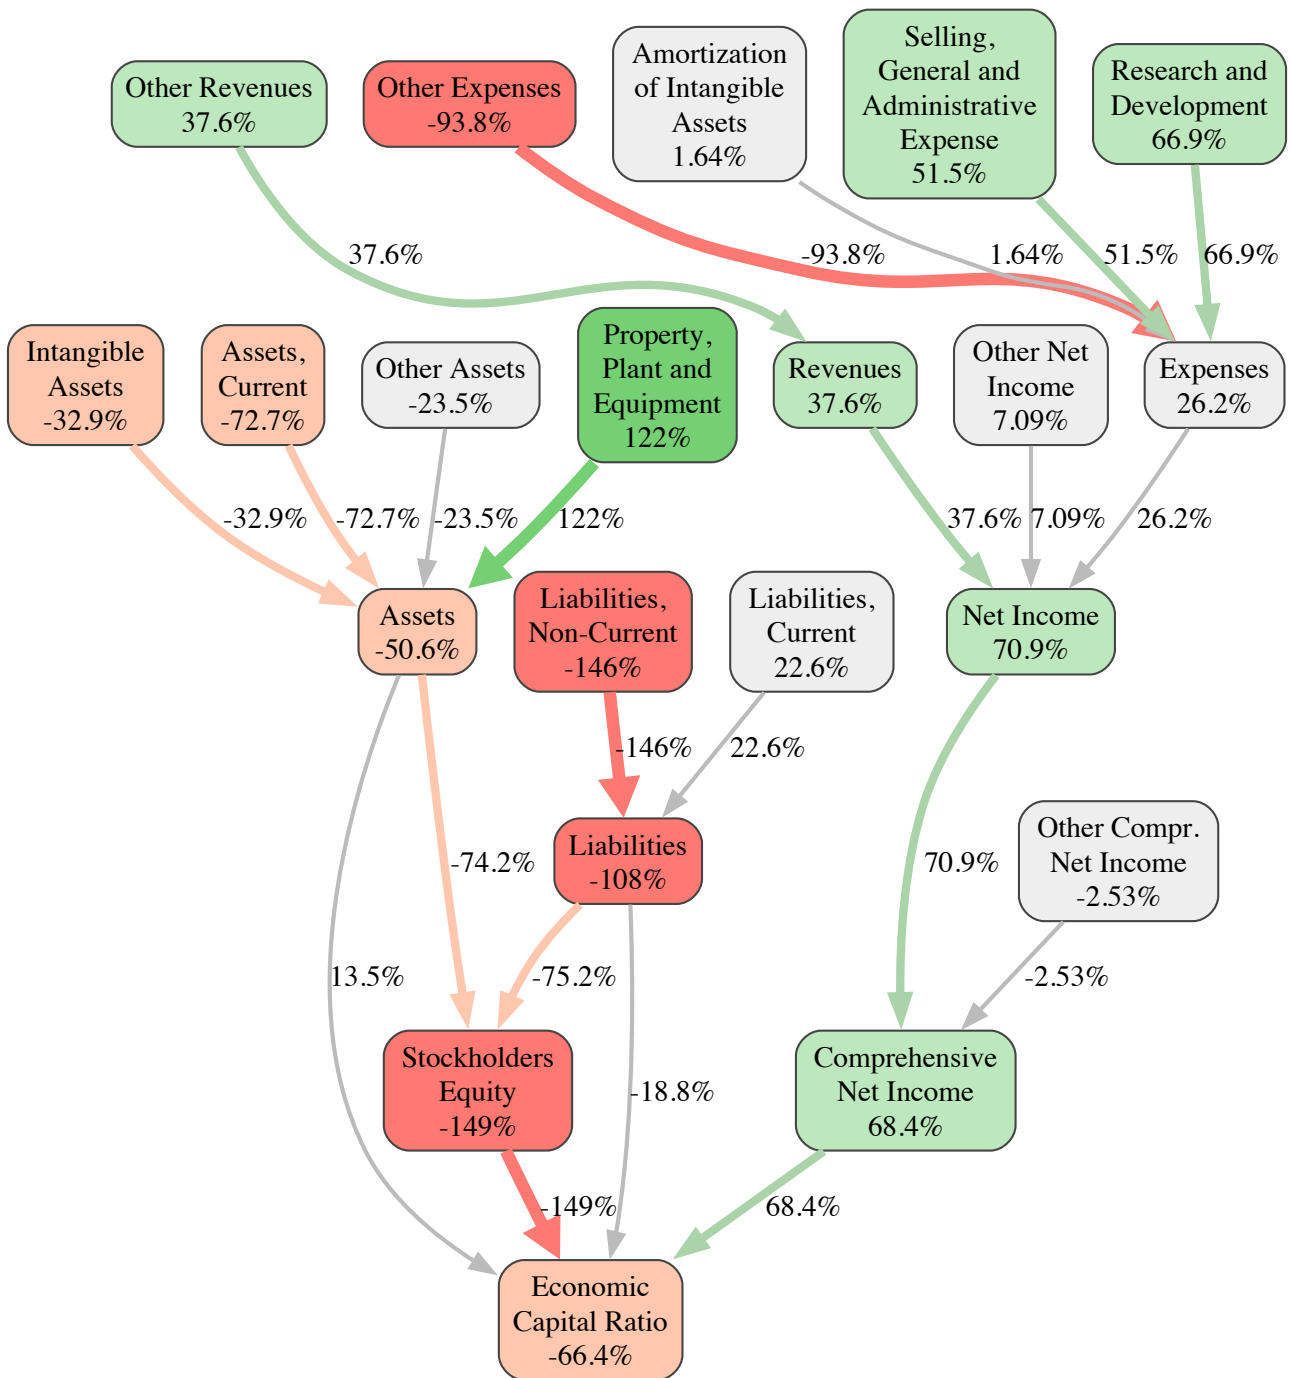 Other Revenues
37.6%
Other Expenses
-93.8%
Amortization
of Intangible
Assets
1.64%
Selling,
General and
Administrative
Expense
51.5%
Research and
Development
66.9%
37.6%
-93.8%
1.64%
51.5%
66.9%
Intangible
Assets
-32.9%
Assets,
Current
-72.7%
Other Assets
-23.5%
Property,
Plant and
Equipment
122%
Revenues
37.6%
Other Net
Income
7.09%
Expenses
26.2%
-32.9%
-72.7%
-23.5%
122%
37.6%
7.09%
26.2%
Assets
-50.6%
Liabilities,
Non-Current
-146%
Liabilities,
Current
22.6%
Net Income
70.9%
-146%
22.6%
-74.2%
Liabilities
-108%
70.9%
Other Compr.
Net Income
-2.53%
13.5%
-75.2%
-2.53%
Stockholders
Equity
-149%
-18.8%
Comprehensive
Net Income
68.4%
-149%
68.4%
Economic
Capital Ratio
-66.4%